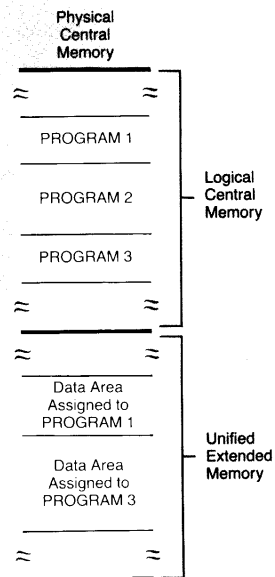 Physical
Central
Memory
PROGRAM 1
PROGRAM 2
PROGRAM 3
Logical
Central
Memory
Data Area
Assigned to
PROGRAM 1
Data Area
Assigned to
PROGRAM 3
Unified
Extended
Memory